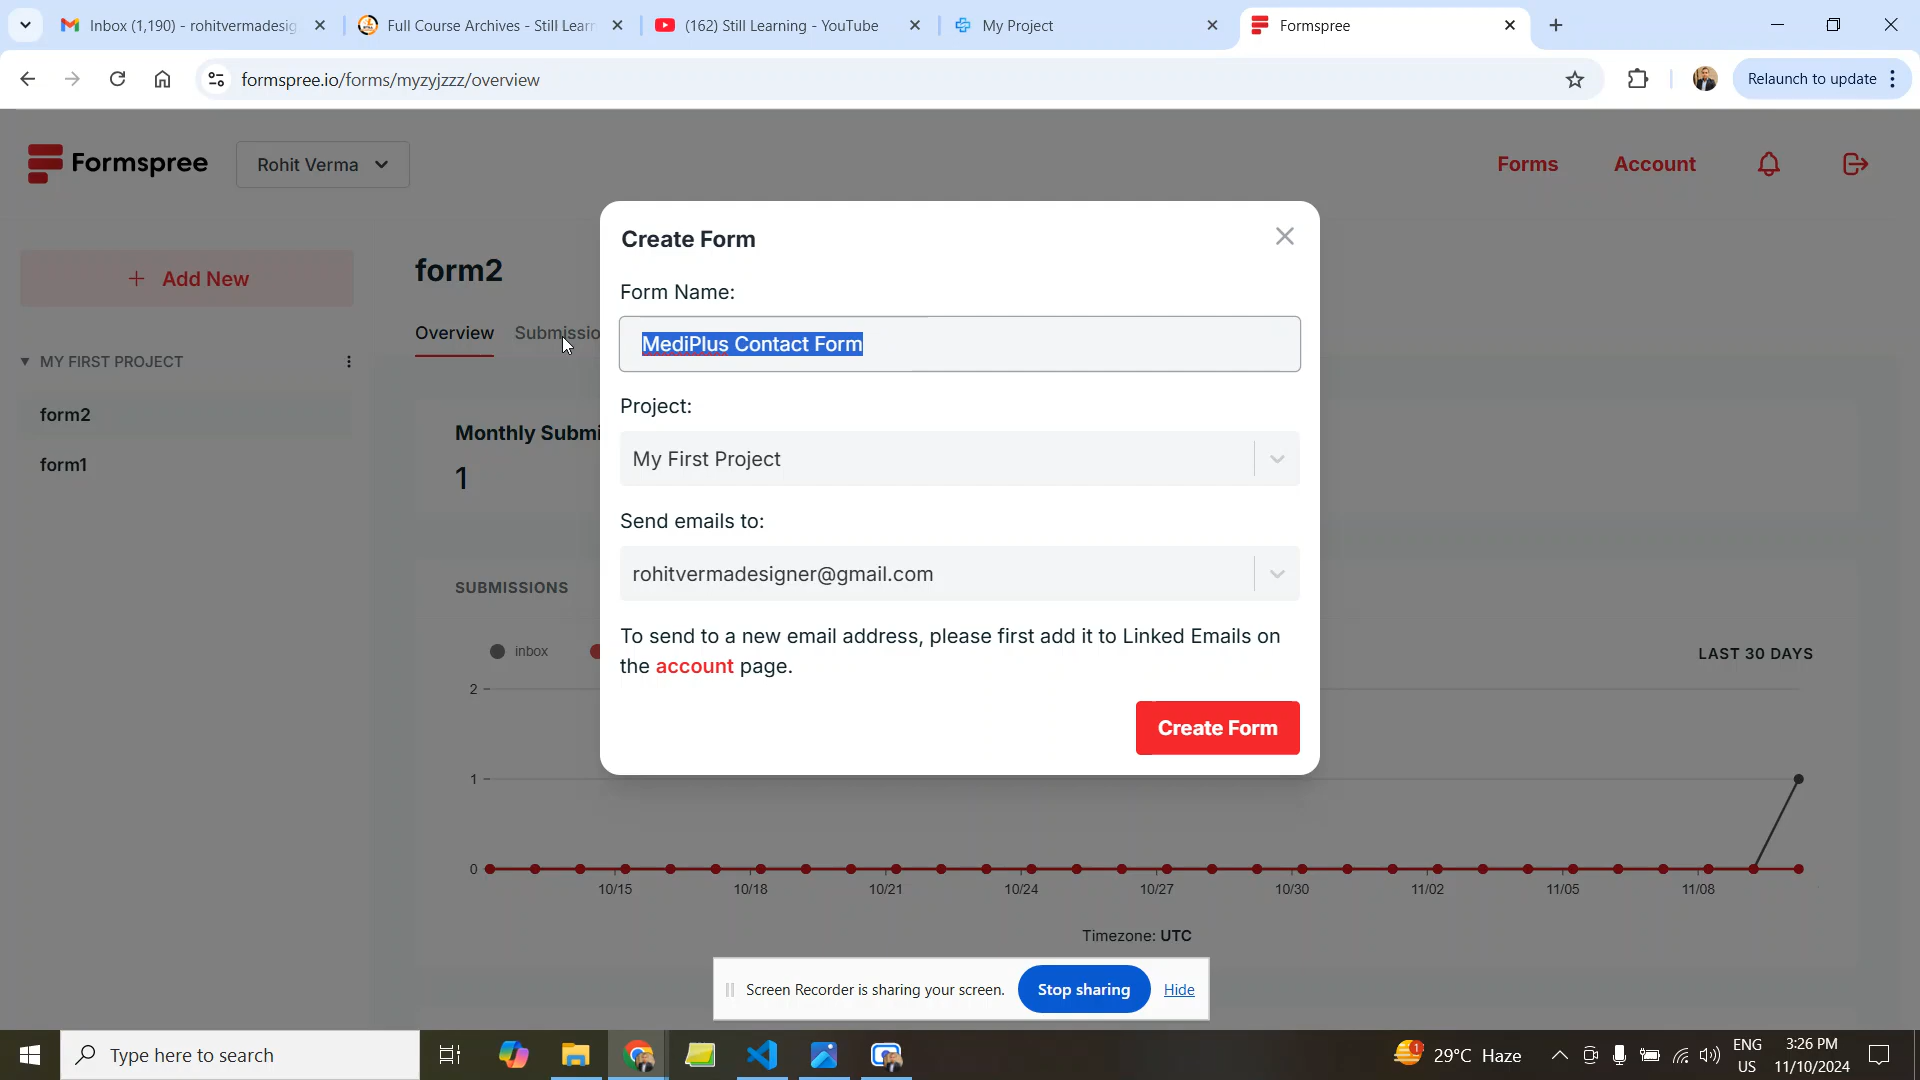 Inbox (1,190) - rohitvermadesig
Full Course Archives - Still Learn
(162) Still Learning - YouTube
My Project
Formspree
formspree.io/forms/myzyjzzz/overview
Relaunch to update
Formspree
Rohit Verma
Forms
Account
+ Add New
form2
Overview
Submissio
MY FIRST PROJECT
form2
form1
Monthly Submi
1
SUBMISSIONS
inbox
LAST 30 DAYS
2
1
0
10/15
10/18
10/21
10/24
10/27
10/30
11/02
11/05
11/08
Timezone: UTC
Create Form
Form Name:
MediPlus Contact Form
Project:
My First Project
Send emails to:
rohitvermadesigner@gmail.com
To send to a new email address, please first add it to Linked Emails on
the account page.
Create Form
Screen Recorder is sharing your screen.
Stop sharing
Hide
Type here to search
1
29°C Haze
ENG
US
3:26 PM
11/10/2024